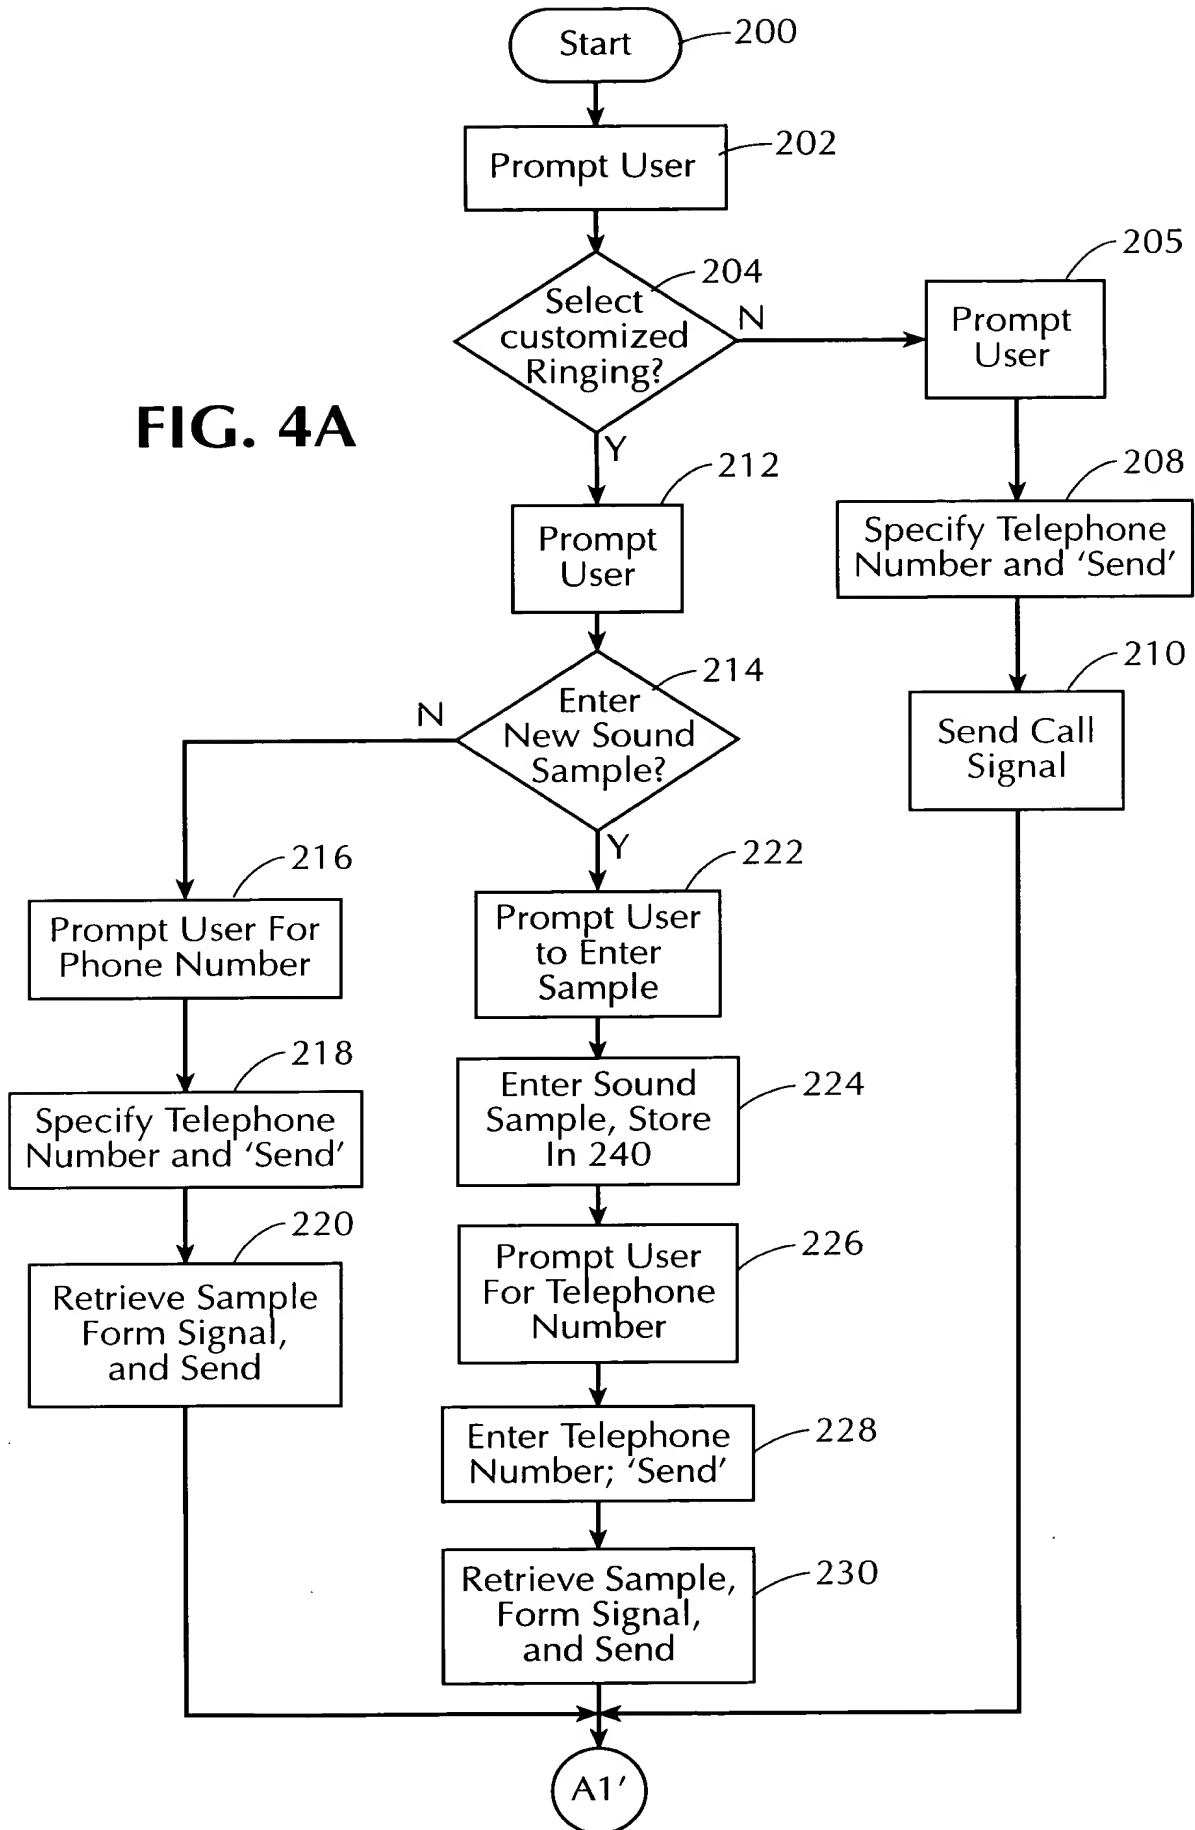 Start
200
Prompt User
202
204
Select
customized
Ringing?
N
205
Prompt
User
FIG. 4A
Y
212
Prompt
User
208
Specify Telephone
Number and ‘Send’
214
Enter
New Sound
Sample?
N
210
Send Call
Signal
Y
216
Prompt User For
Phone Number
222
Prompt User
to Enter
Sample
218
Specify Telephone
Number and ‘Send’
224
Enter Sound
Sample, Store
In 240
220
Retrieve Sample
Form Signal,
and Send
226
Prompt User
For Telephone
Number
228
Enter Telephone
Number; ‘Send’
230
Retrieve Sample,
Form Signal,
and Send
A1’